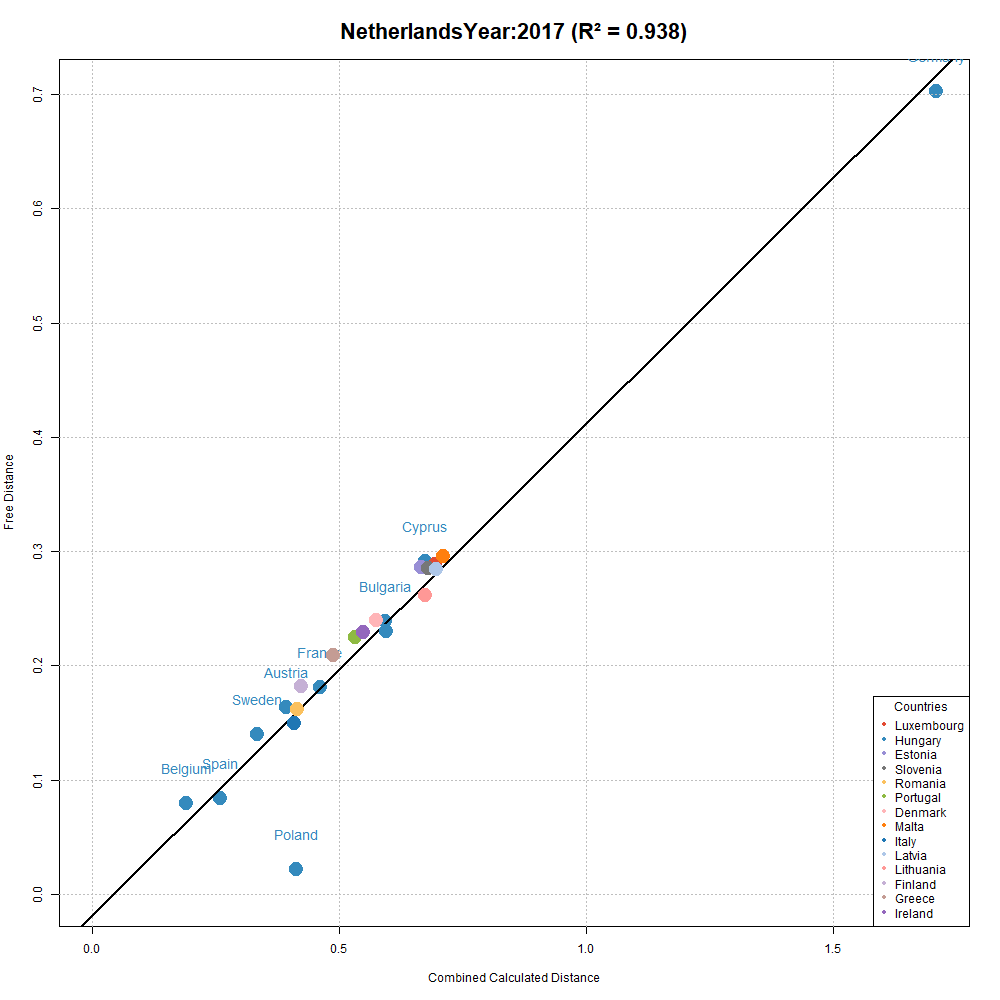 NetherlandsYear:2017 (R² = 0.938)
Germany
0.7
0.6
0.5
0.4
Free Distance
Cyprus
0.3
Bulgaria
France
0.2
Austria
Sweden
Spain
Belgium
0.1
Poland
0.0
Countries
Luxembourg
Hungary
Estonia
Slovenia
Romania
Portugal
Denmark
Malta
Italy
Latvia
Lithuania
Finland
Greece
Ireland
0.0 0.5 1.0 1.5
Combined Calculated Distance